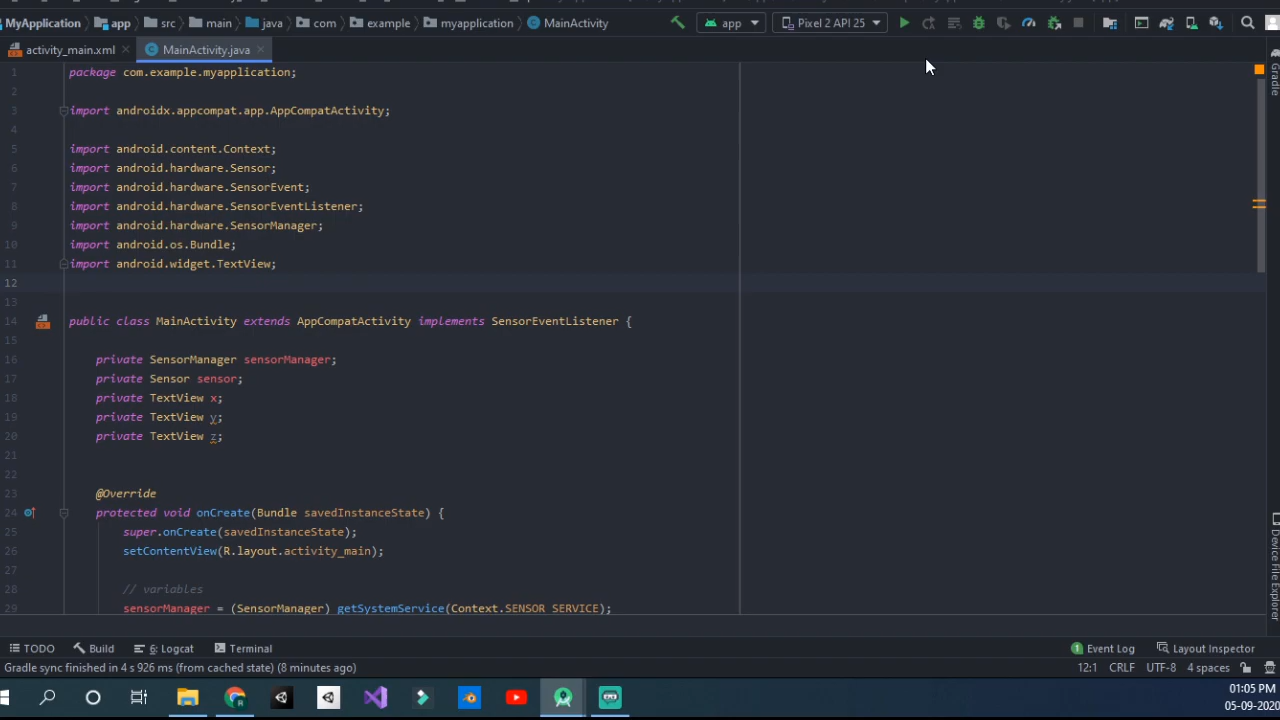 MyApplication app src main java com example myapplication MainActivity app Pixel 2 API 25
activity_main.xml MainActivity.java
1 package com.example.myapplication;
2
3 import androidx.appcompat.app.AppCompatActivity;
4
5 import android.content.Context;
6 import android.hardware.Sensor;
7 import android.hardware.SensorEvent;
8 import android.hardware.SensorEventListener;
9 import android.hardware.SensorManager;
10 import android.os.Bundle;
11 import android.widget.TextView;
12
13
14 public class MainActivity extends AppCompatActivity implements SensorEventListener {
15
16 private SensorManager sensorManager;
17 private Sensor sensor;
18 private TextView x;
19 private TextView y;
20 private TextView z;
21
22
23 @Override
24 protected void onCreate(Bundle savedInstanceState) {
25 super.onCreate(savedInstanceState);
26 setContentView(R.layout.activity_main);
27
28 // variables
29 sensorManager = (SensorManager) getSystemService(Context.SENSOR_SERVICE);
Gradle
Device File Explorer
TODO Build 6: Logcat Terminal 1 Event Log Layout Inspector
Gradle sync finished in 4 s 926 ms (from cached state) (8 minutes ago) 12:1 CRLF UTF-8 4 spaces
01:05 PM
05-09-2020